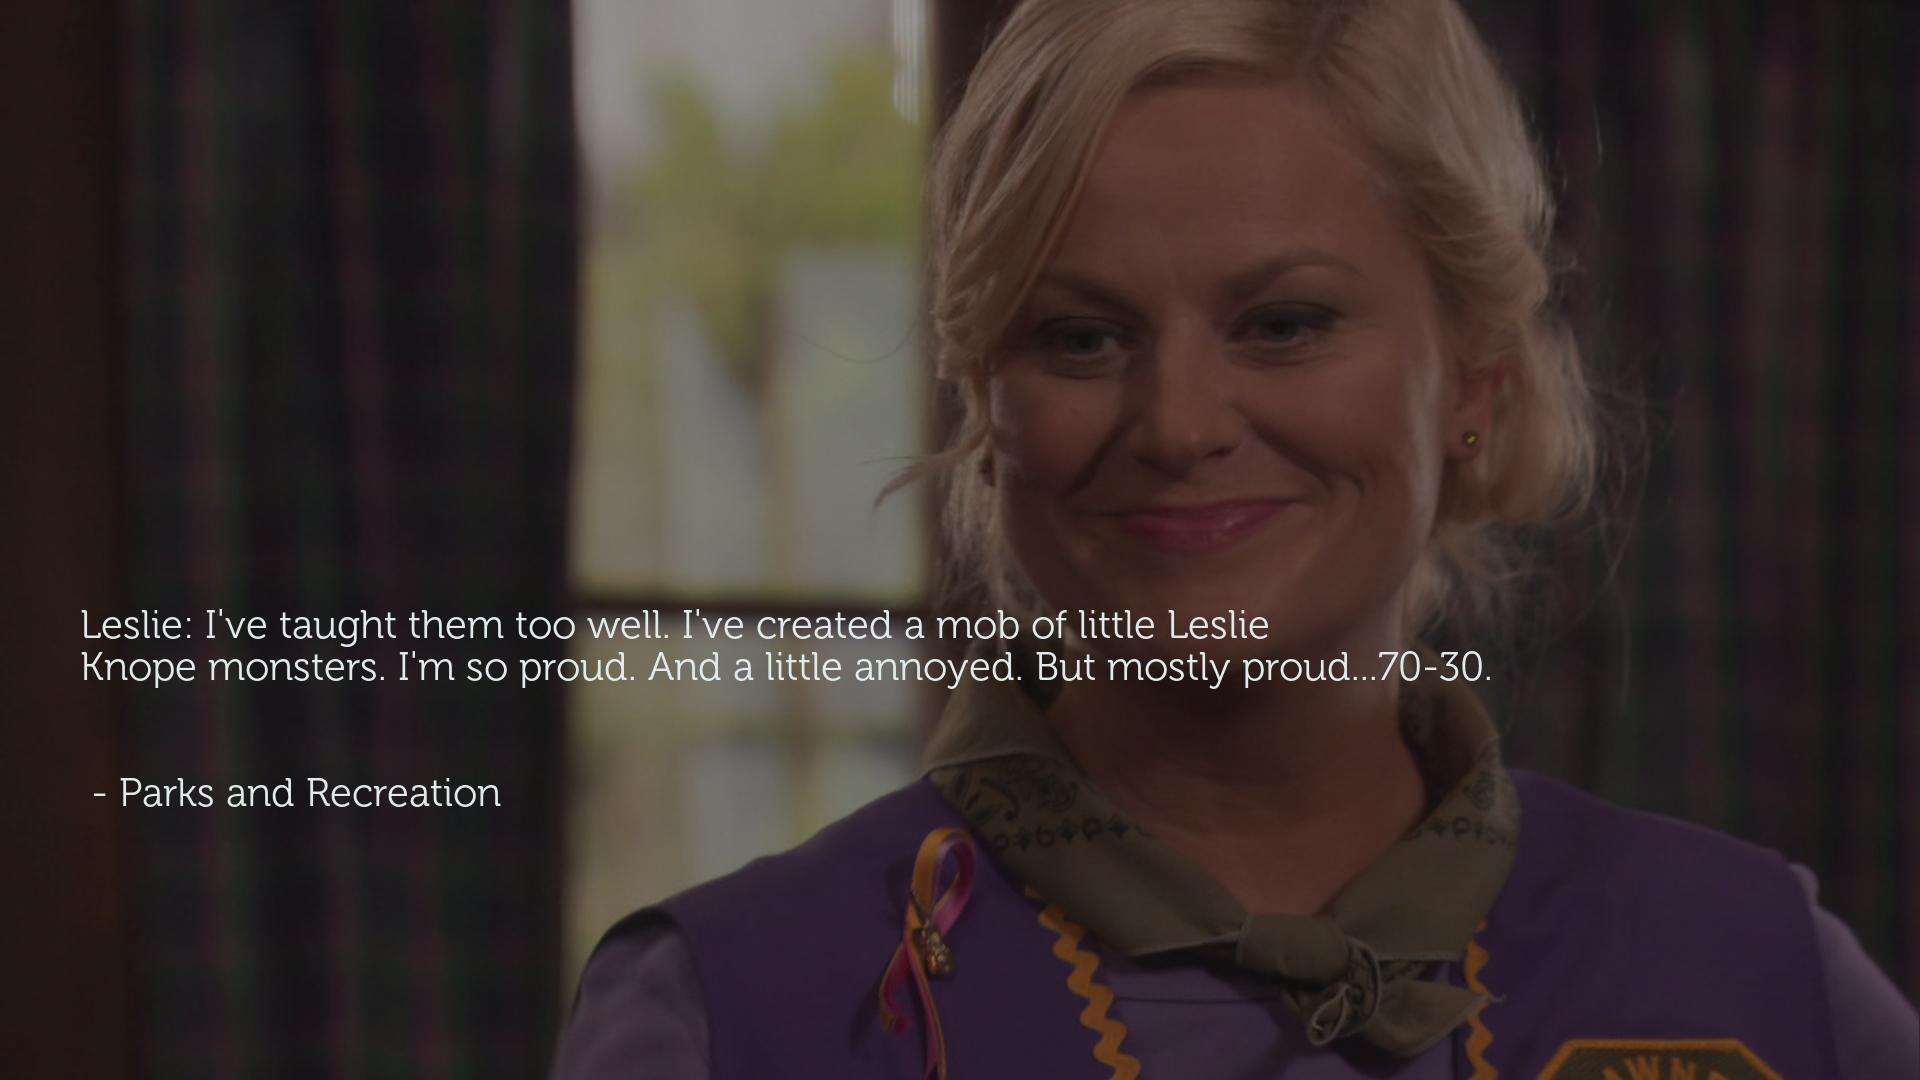 Leslie: I've taught them too well. I've created a mob of little Leslie
Knope monsters. I'm so proud. And a little annoyed. But mostly proud...70-30.
- Parks and Recreation